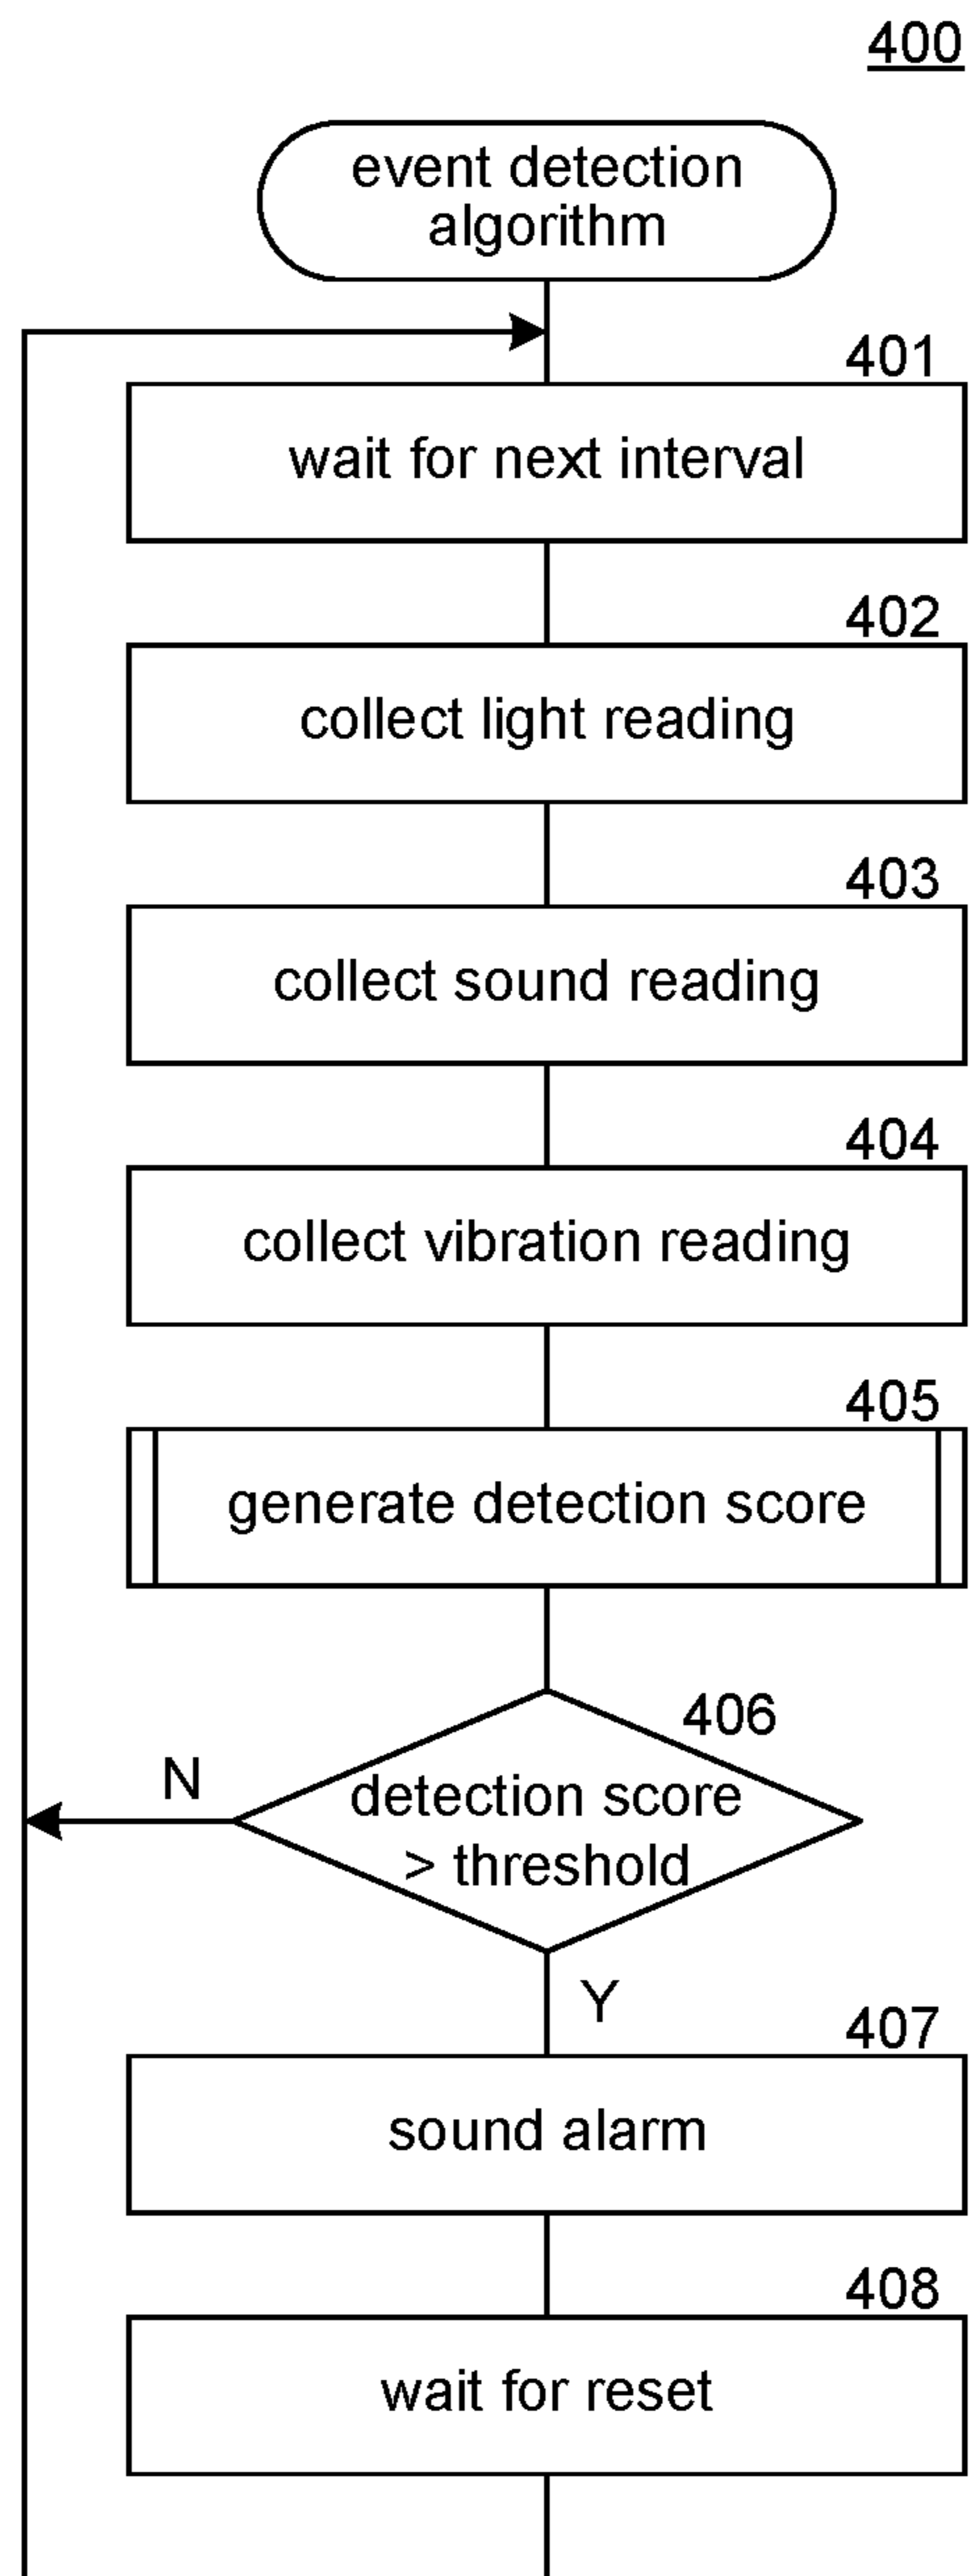 400
event detection
algorithm
401
wait for next interval
402
collect light reading
403
collect sound reading
404
collect vibration reading
405
generate detection score
406
N
detection score
> threshold
Y
407
sound alarm
408
wait for reset